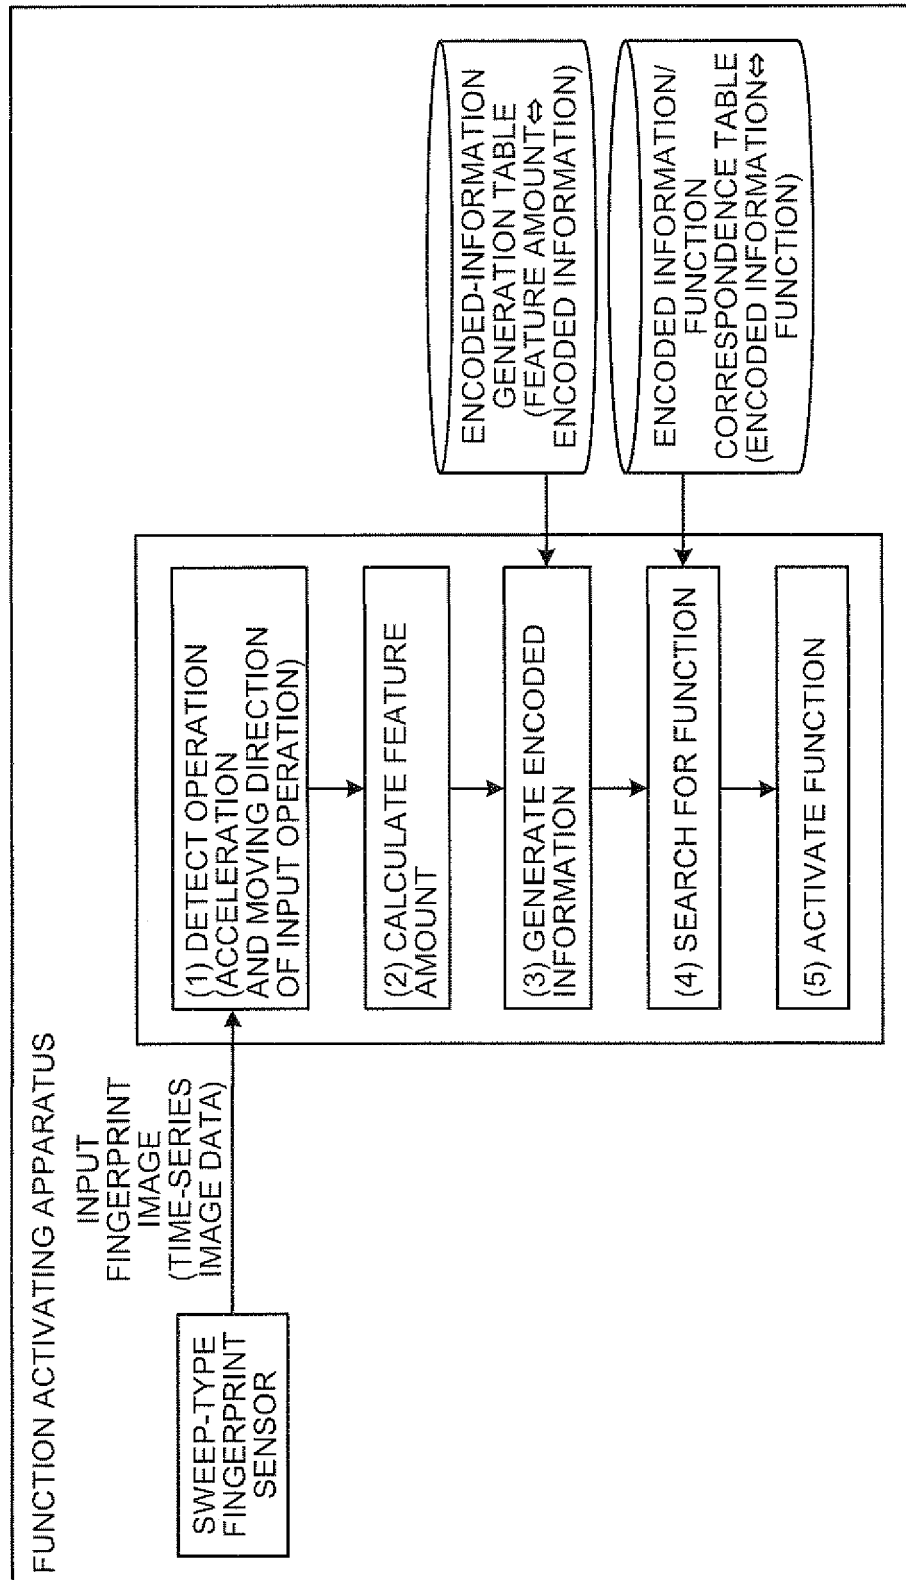 FUNCTION ACTIVATING APPARATUS
SWEEP-TYPE
FINGERPRINT
SENSOR
INPUT
FINGERPRINT
IMAGE
(TIME-SERIES
IMAGE DATA)
(1) DETECT OPERATION
(ACCELERATION
AND MOVING DIRECTION
OF INPUT OPERATION)
(2) CALCULATE FEATURE
AMOUNT
(3) GENERATE ENCODED
INFORMATION
(4) SEARCH FOR FUNCTION
(5) ACTIVATE FUNCTION
ENCODED-INFORMATION
GENERATION TABLE
(FEATURE AMOUNT⇔
ENCODED INFORMATION)
ENCODED INFORMATION/
FUNCTION
CORRESPONDENCE TABLE
(ENCODED INFORMATION⇔
FUNCTION)